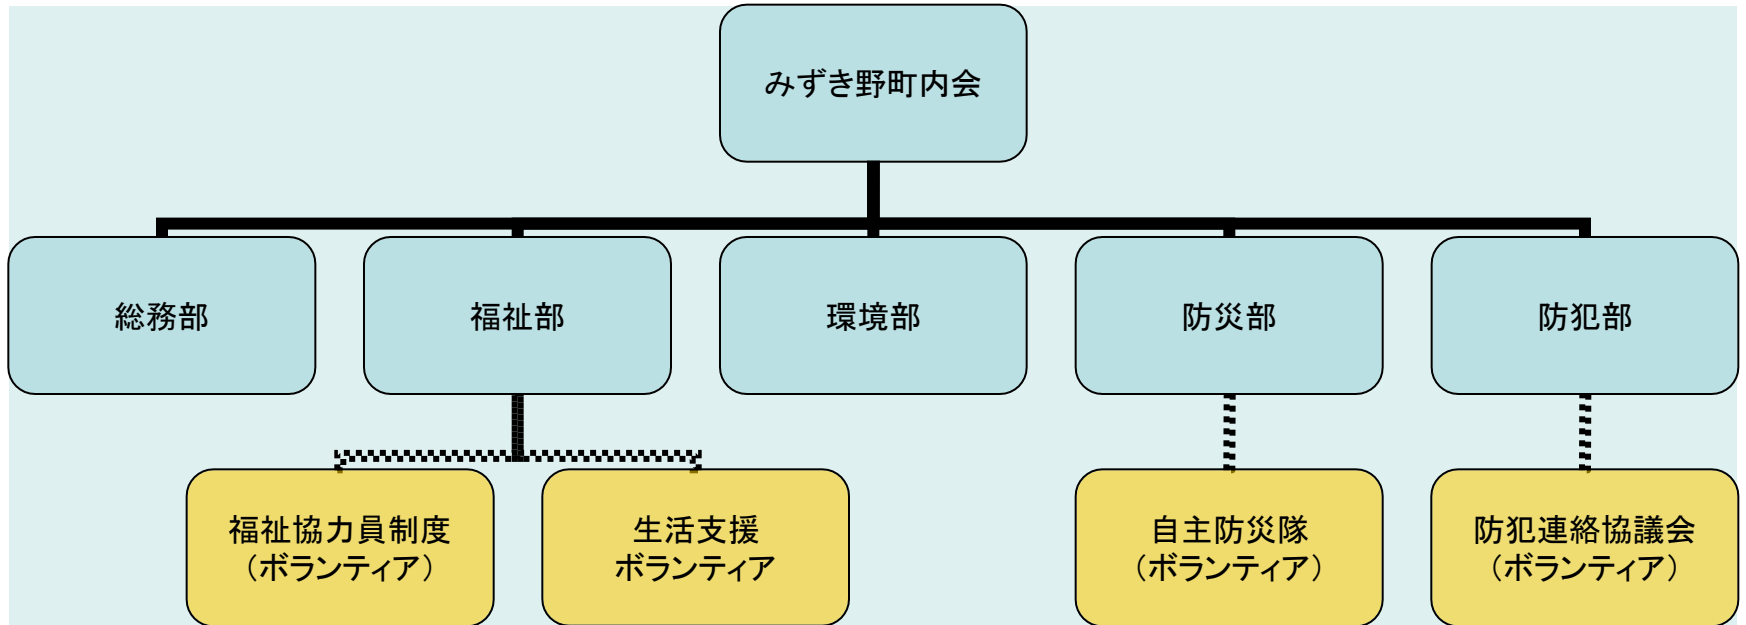 みずき野町内会
総務部
福祉部
環境部
防災部
防犯部
福祉協力員制度
（ボランティア）
生活支援
ボランティア
自主防災隊
（ボランティア）
防犯連絡協議会
（ボランティア）